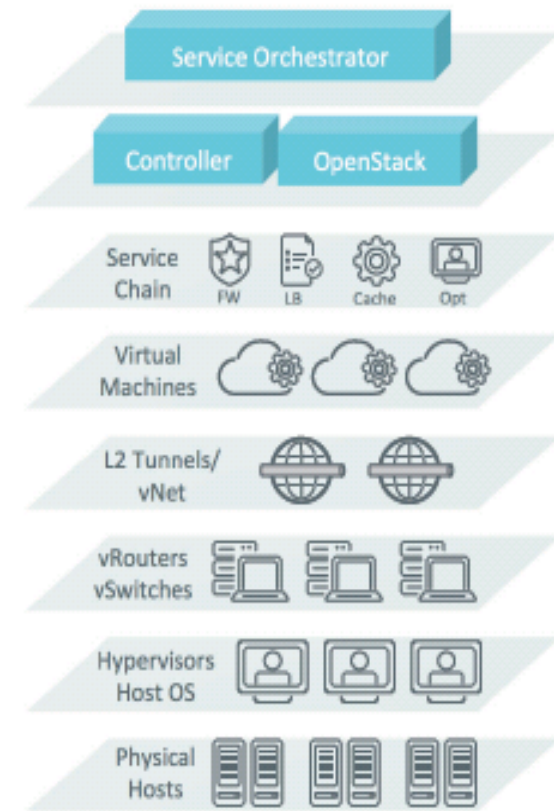 Service Orchestrator
Controller
OpenStack
Service
Chain
FW
LB
Cache
Opt
Virtual
Machines
L2 Tunnels/
vNet
vRouters
vSwitches
Hypervisors
Host OS
Physical
Hosts